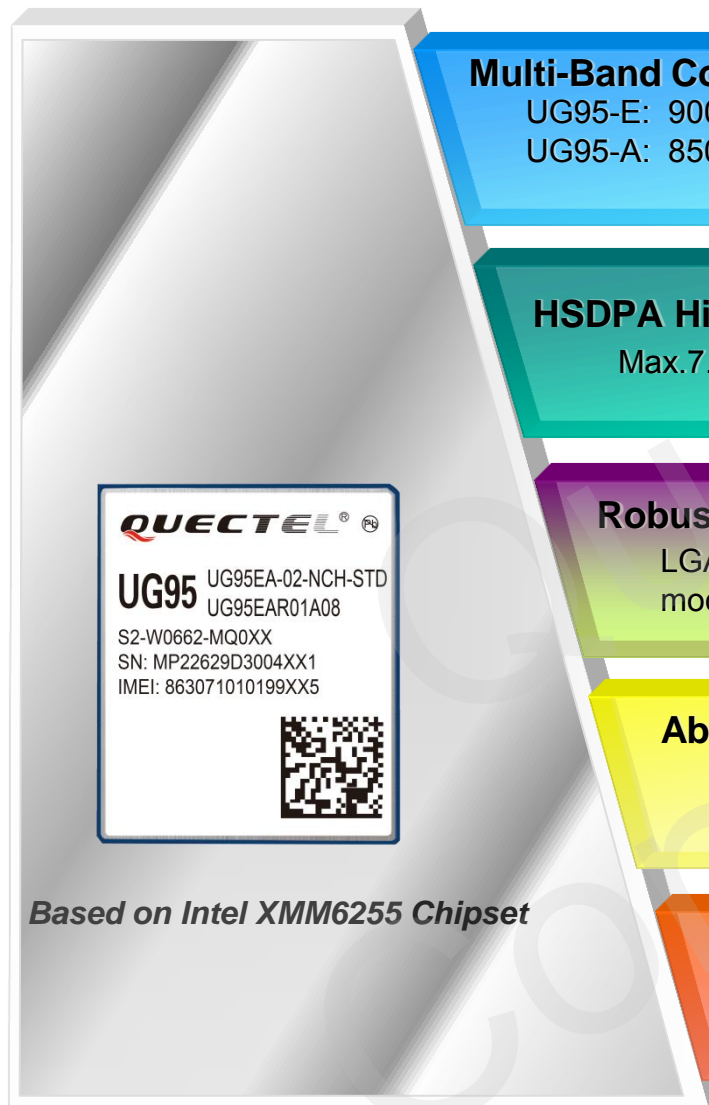 Multi-Band Co
UG95-E: 900
UG95-A: 850
HSDPA Hi
Max.7.
Robus
LGA
mod
Ab
QUECTEL®
Pb
UG95
UG95EA-02-NCH-STD
UG95EAR01A08
S2-W0662-MQ0XX
SN: MP22629D3004XX1
IMEI: 863071010199XX5
Based on Intel XMM6255 Chipset